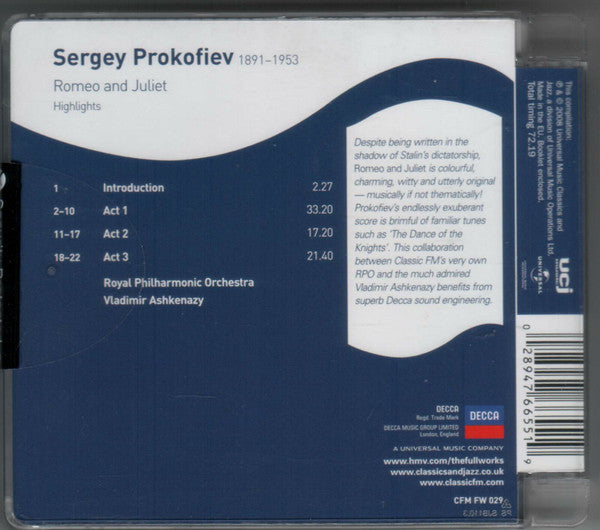 Sergey Prokofiev 1891–1953
Romeo and Juliet
Highlights
1 Introduction 2.27
2–10 Act 1 33.20
11–17 Act 2 17.20
18–22 Act 3 21.40
Royal Philharmonic Orchestra
Vladimir Ashkenazy
Despite being written in the
shadow of Stalin's dictatorship,
Romeo and Juliet is colourful,
charming, witty and utterly original
– musically if not thematically!
Prokofiev's endlessly exuberant
score is brimful of familiar tunes
such as 'The Dance of the
Knights'. This collaboration
between Classic FM's very own
RPO and the much admired
Vladimir Ashkenazy benefits from
superb Decca sound engineering.
DECCA
Regd. Trade Mark
DECCA MUSIC GROUP LIMITED
London, England
DECCA
A UNIVERSAL MUSIC COMPANY
www.hmv.com/thefullworks
www.classicsandjazz.co.uk
www.classicfm.com
CFM FW 029
This compilation:
℗ & © 2008 Universal Music Classics and
Jazz, a division of Universal Music Operations Ltd.
Made in the EU. Booklet enclosed.
Total timing 72.19
UNIVERSAL
ucj
0 28947 66551 9